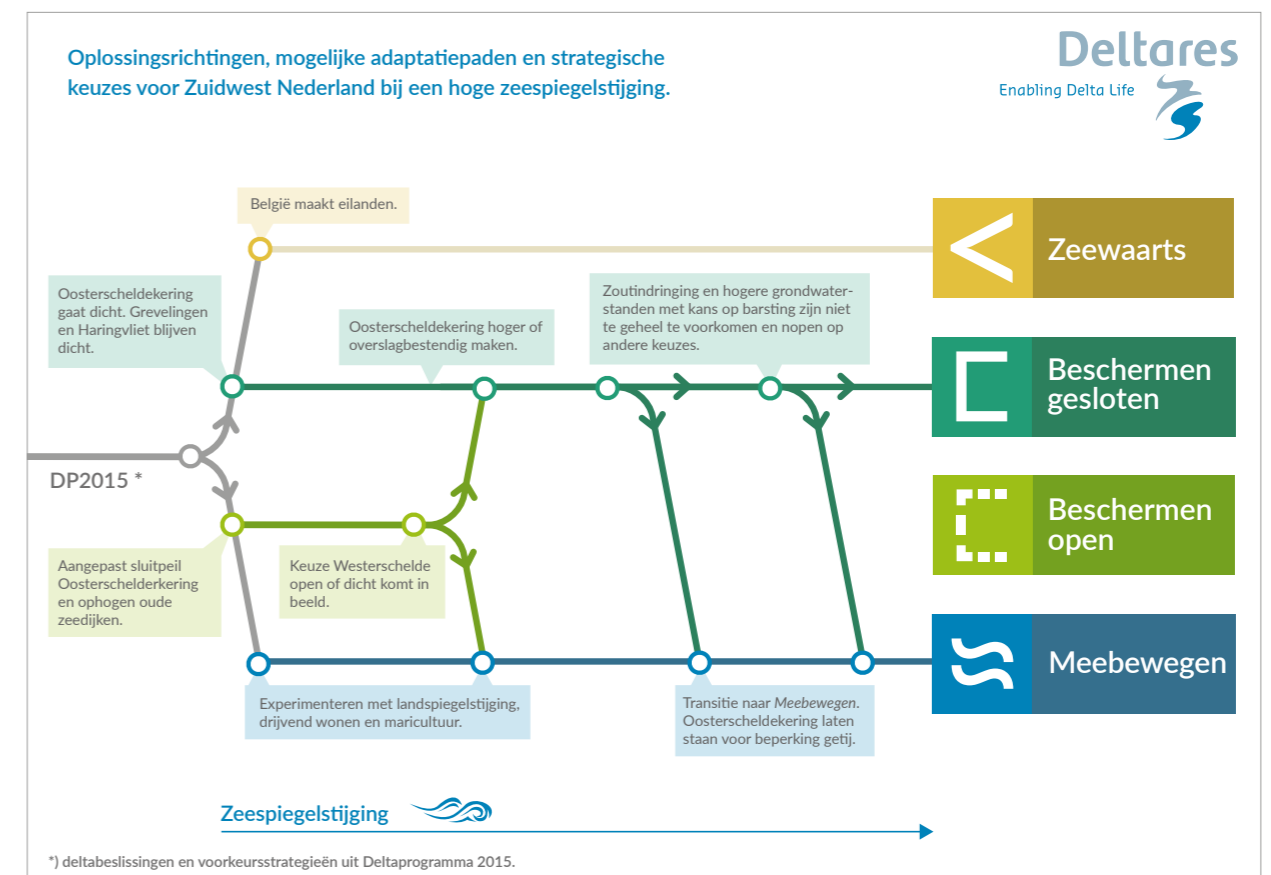 Oplossingsrichtingen, mogelijke adaptatiepaden en strategische
keuzes voor Zuidwest Nederland bij een hoge zeespiegelstijging.
Deltares
Enabling Delta Life
België maakt eilanden.
Zeewaarts
Oosterscheldekering
gaat dicht. Grevelingen
en Haringvliet blijven
dicht.
Oosterscheldekering hoger of
overslagbestendig maken.
Zoutindringing en hogere grondwater-
standen met kans op barsting zijn niet
te geheel te voorkomen en nopen op
andere keuzes.
Beschermen
gesloten
DP2015 *
Aangepast sluitpeil
Oosterschelderkering
en ophogen oude
zeedijken.
Keuze Westerschelde
open of dicht komt in
beeld.
Beschermen
open
Experimenteren met landspiegelstijging,
drijvend wonen en maricultuur.
Transitie naar Meebewegen.
Oosterscheldekering laten
staan voor beperking getij.
Meebewegen
Zeespiegelstijging
*) deltabeslissingen en voorkeursstrategieën uit Deltaprogramma 2015.